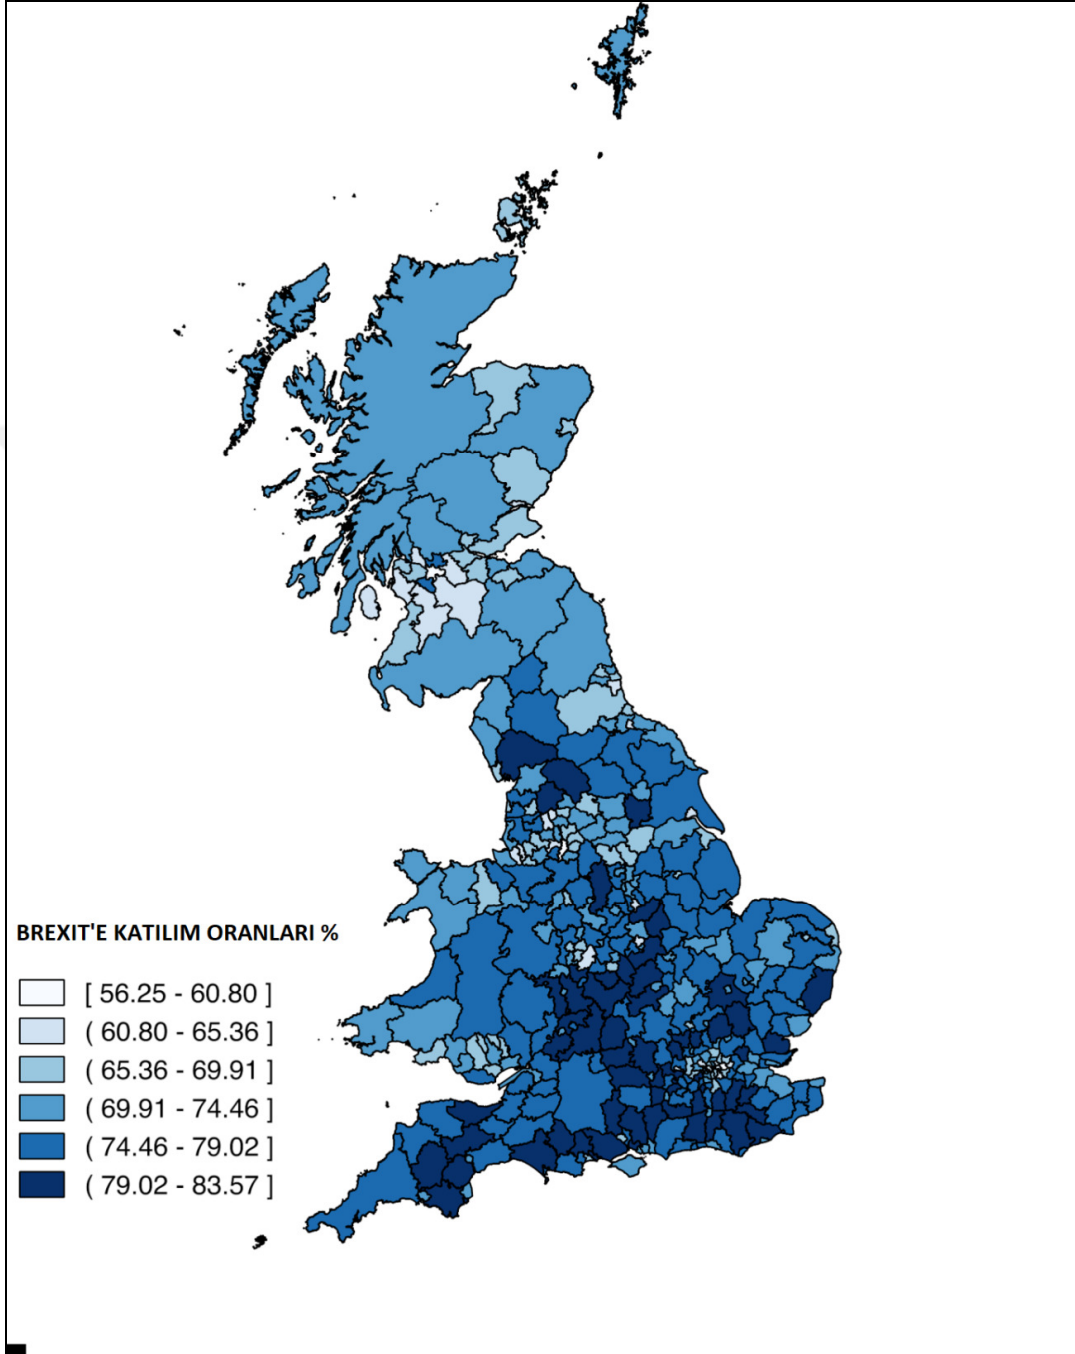 BREXIT'E KATILIM ORANLARI %
[ 56.25 - 60.80 ]
( 60.80 - 65.36 ]
( 65.36 - 69.91 ]
( 69.91 - 74.46 ]
( 74.46 - 79.02 ]
( 79.02 - 83.57 ]